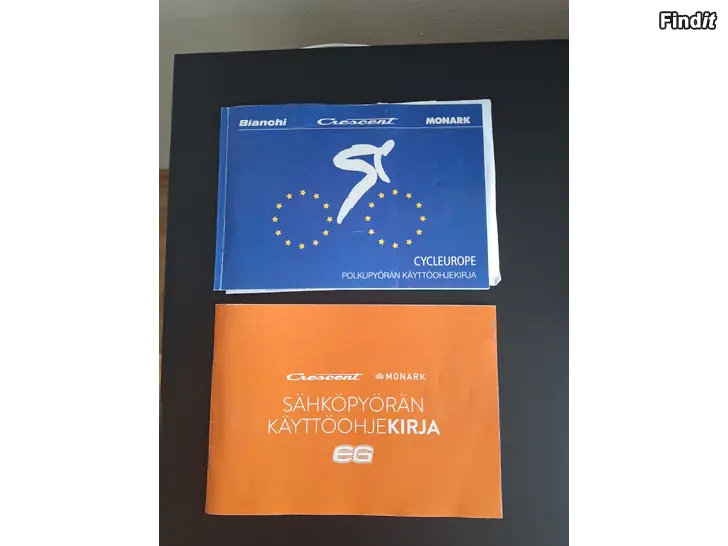 Findit
Bianchi Crescent MONARK
CYCLEUROPE
POLKUPYÖRÄN KÄYTTÖOHJEKIRJA
Crescent MONARK
SÄHKÖPYÖRÄN
KÄYTTÖOHJEKIRJA
EG